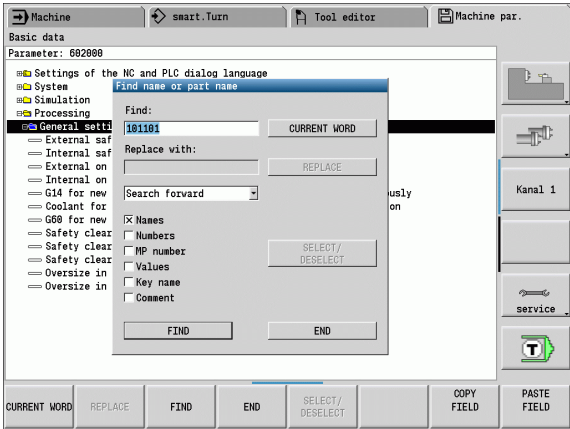 Machine
smart.Turn
Tool editor
Machine par.
Basic data
Parameter: 602000
Settings of the NC and PLC dialog language
System
Simulation
Processing
General setti
External saf
Internal saf
External on
Internal on
G14 for new
usly
Coolant for
on
G60 for new
Safety clear
Safety clear
Safety clear
Oversize in
Oversize in
Find name or part name
Find:
101101
CURRENT WORD
Replace with:
REPLACE
Search forward
Names
Numbers
MP number
Values
Key name
Comment
SELECT/
DESELECT
FIND
END
Kanal 1
service
T
CURRENT WORD
REPLACE
FIND
END
SELECT/
DESELECT
COPY
FIELD
PASTE
FIELD